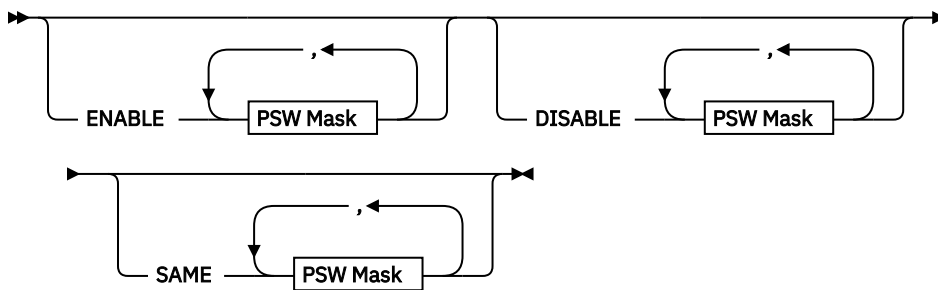 , ,
ENABLE PSW Mask DISABLE PSW Mask
,
SAME PSW Mask